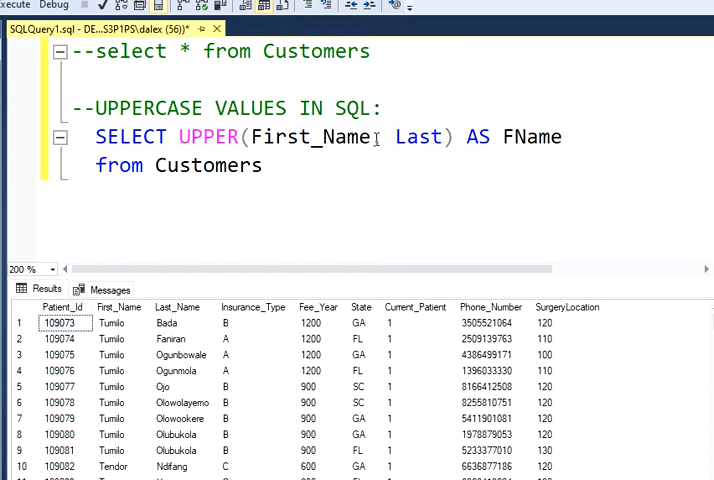 xecute Debug
SQLQuery1.sql - DE...S3P1PS\dalex (56))*
--select * from Customers
--UPPERCASE VALUES IN SQL:
SELECT UPPER(First_Name, Last) AS FName
from Customers
200 %
Results Messages
Patient_Id First_Name Last_Name Insurance_Type Fee_Year State Current_Patient Phone_Number SurgeryLocation
1 109073 Tumilo Bada B 1200 GA 1 3505521064 120
2 109074 Tumilo Faniran A 1200 FL 1 2509139763 110
3 109075 Tumilo Ogunbowale A 1200 GA 1 4386499171 100
4 109076 Tumilo Ogunmola A 1200 FL 1 1396033330 110
5 109077 Tumilo Ojo B 900 SC 1 8166412508 120
6 109078 Tumilo Olowolayemo B 900 SC 1 8255810751 120
7 109079 Tumilo Olowookere B 900 GA 1 5411901081 120
8 109080 Tumilo Olubukola B 900 GA 1 1978879053 120
9 109081 Tumilo Olubukola B 900 FL 1 5233377010 130
10 109082 Tendor Ndifang C 600 GA 1 6636877186 120